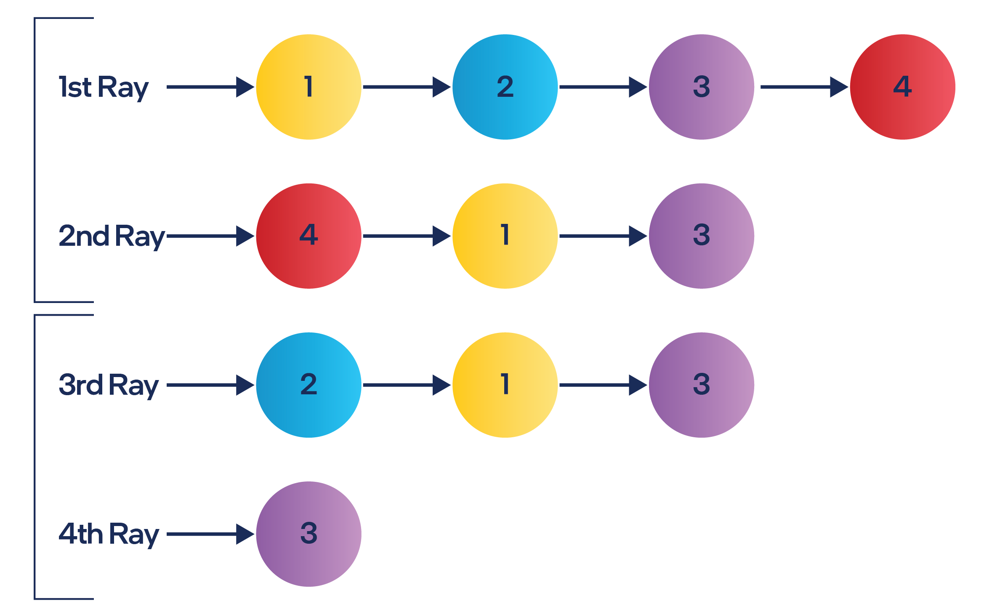 1st Ray 1 2 3 4
2nd Ray 4 1 3
3rd Ray 2 1 3
4th Ray 3